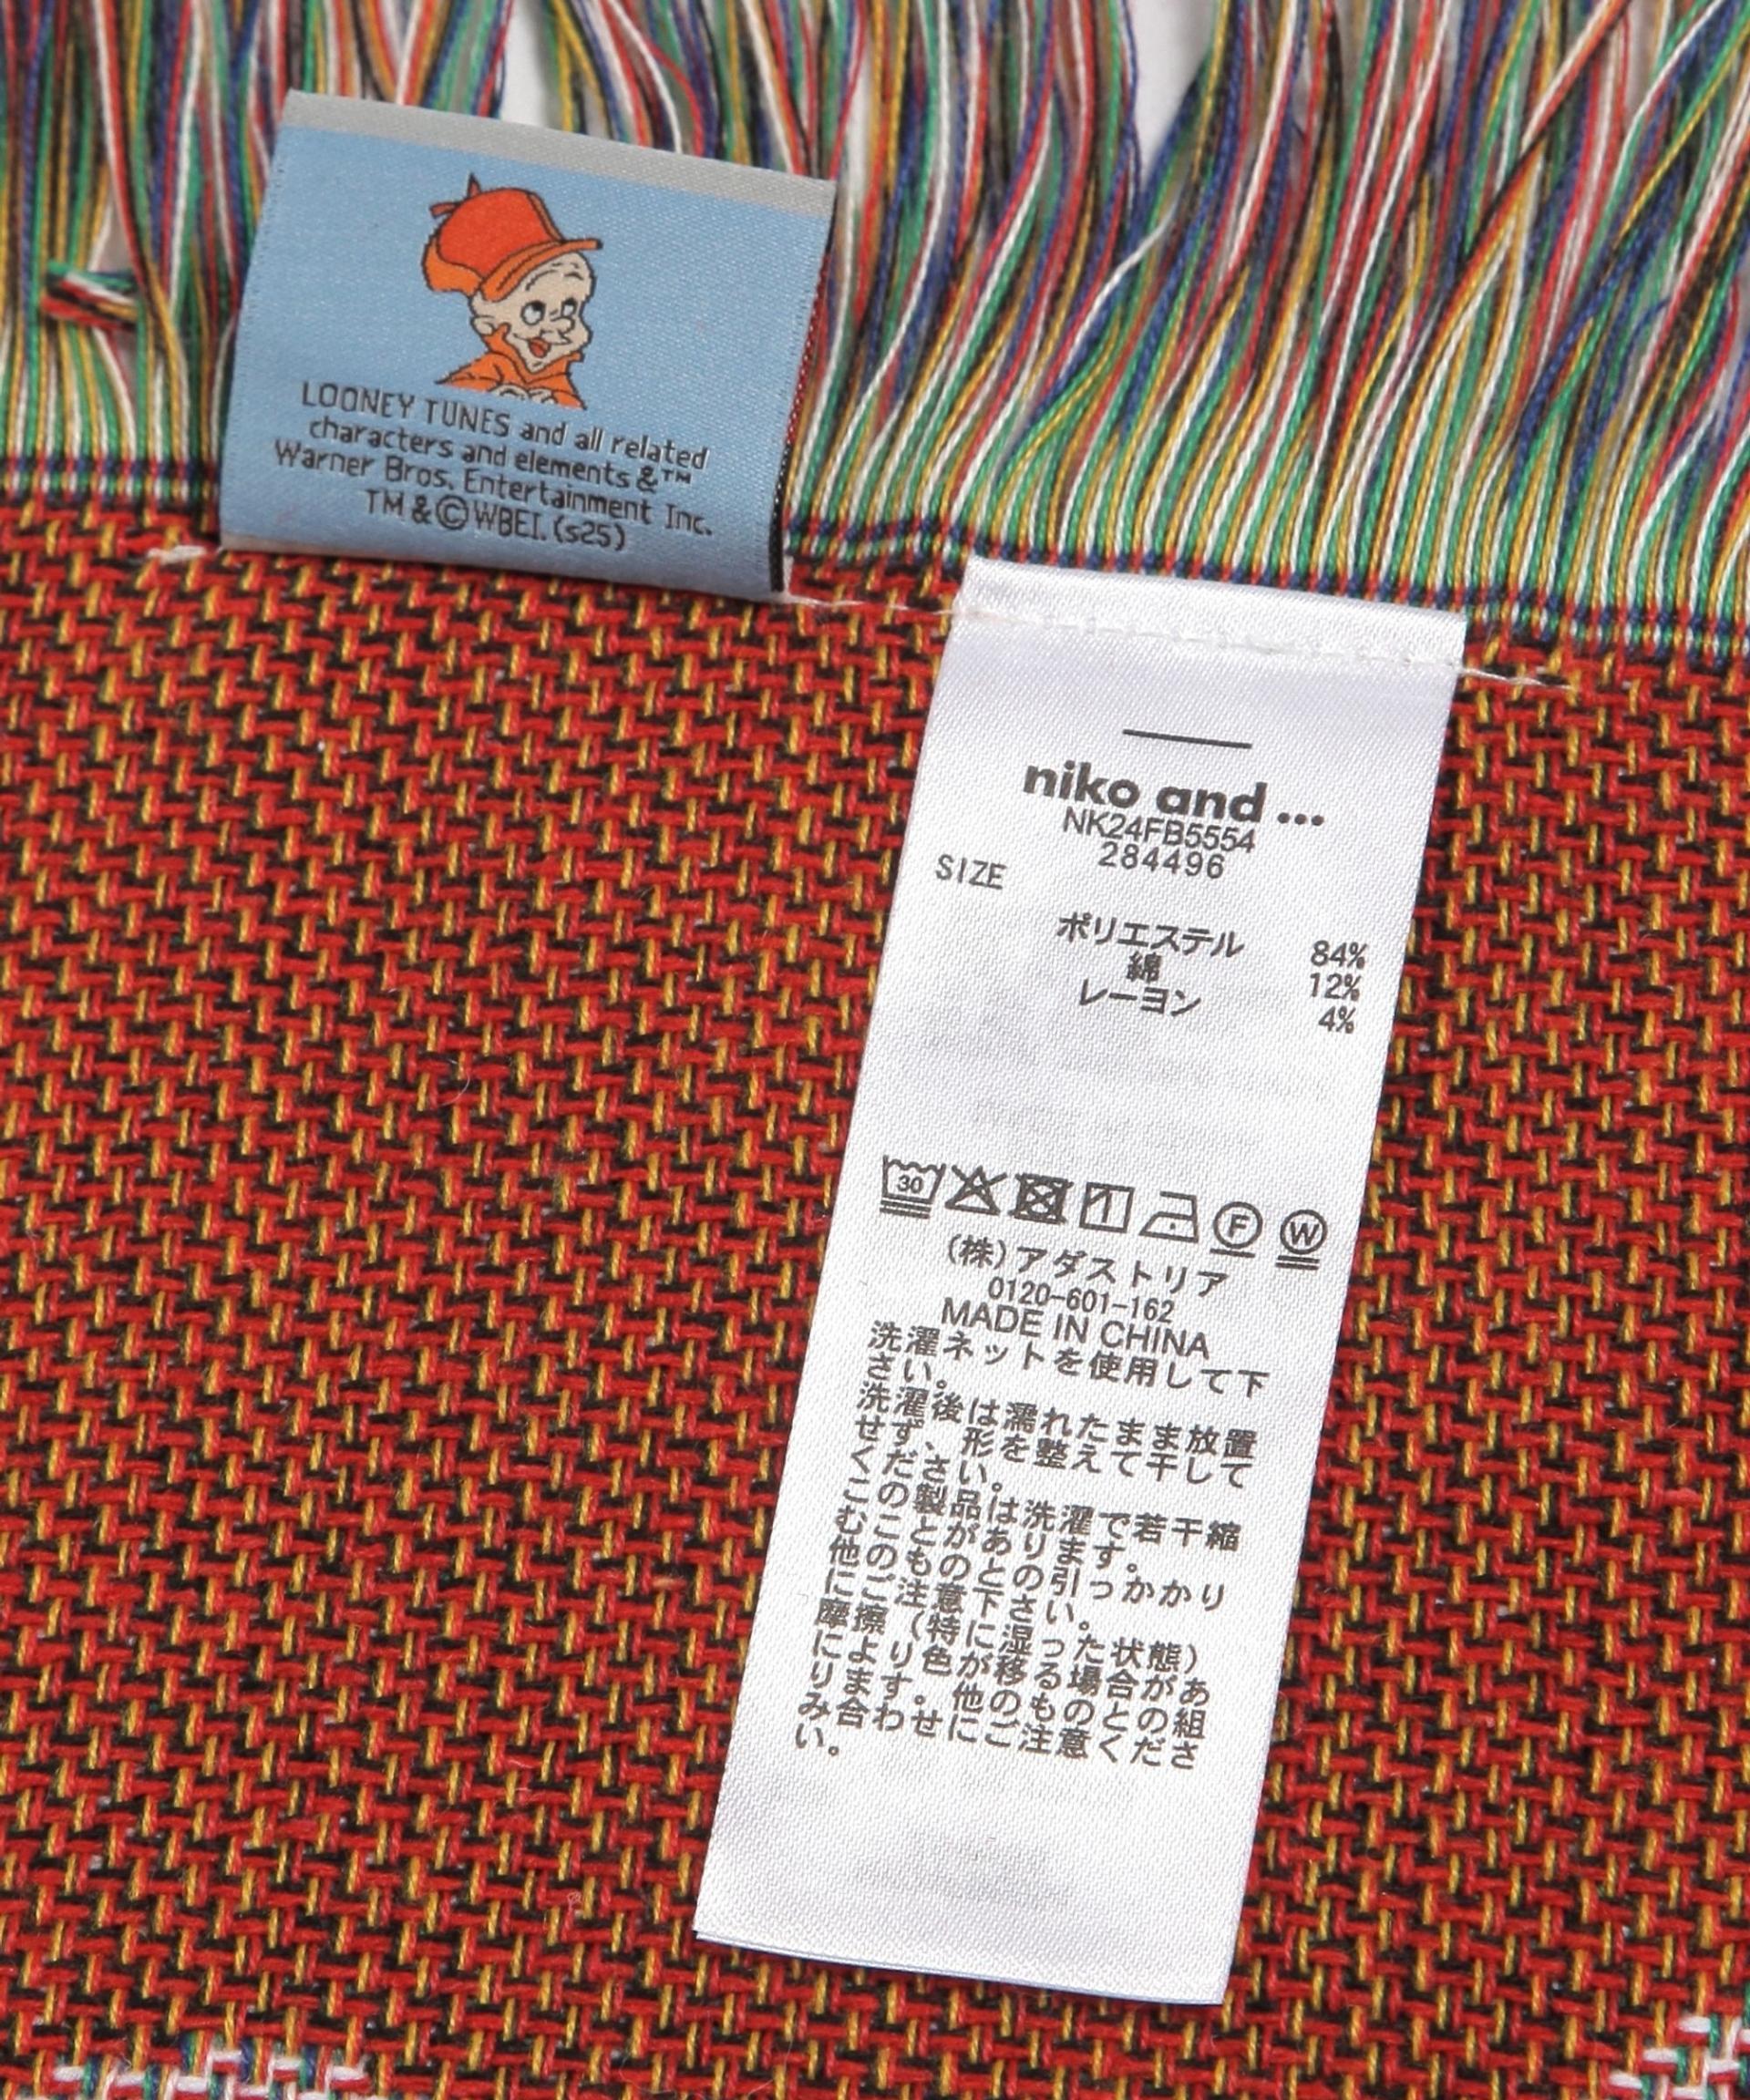 LOONEY TUNES and all related
characters and elements &™
Warner Bros. Entertainment Inc.
TM & © WBEI. (s25)
niko and ...
NK24FB5554
284496
SIZE
ポリエステル 84%
綿 12%
レーヨン 4%
30
F
W
(株)アダストリア
0120-601-162
MADE IN CHINA
洗濯ネットを使用して下
さい。
洗濯後は濡れたまま放置
せず、形を整えて干して
ください。
この製品は洗濯で若干縮
むことがあります。
他のものとの引っかかり
にご注意下さい。
摩擦(特に湿った状態)
により色が移る場合があ
ります。他のものとの組
み合わせにご注意くださ
い。